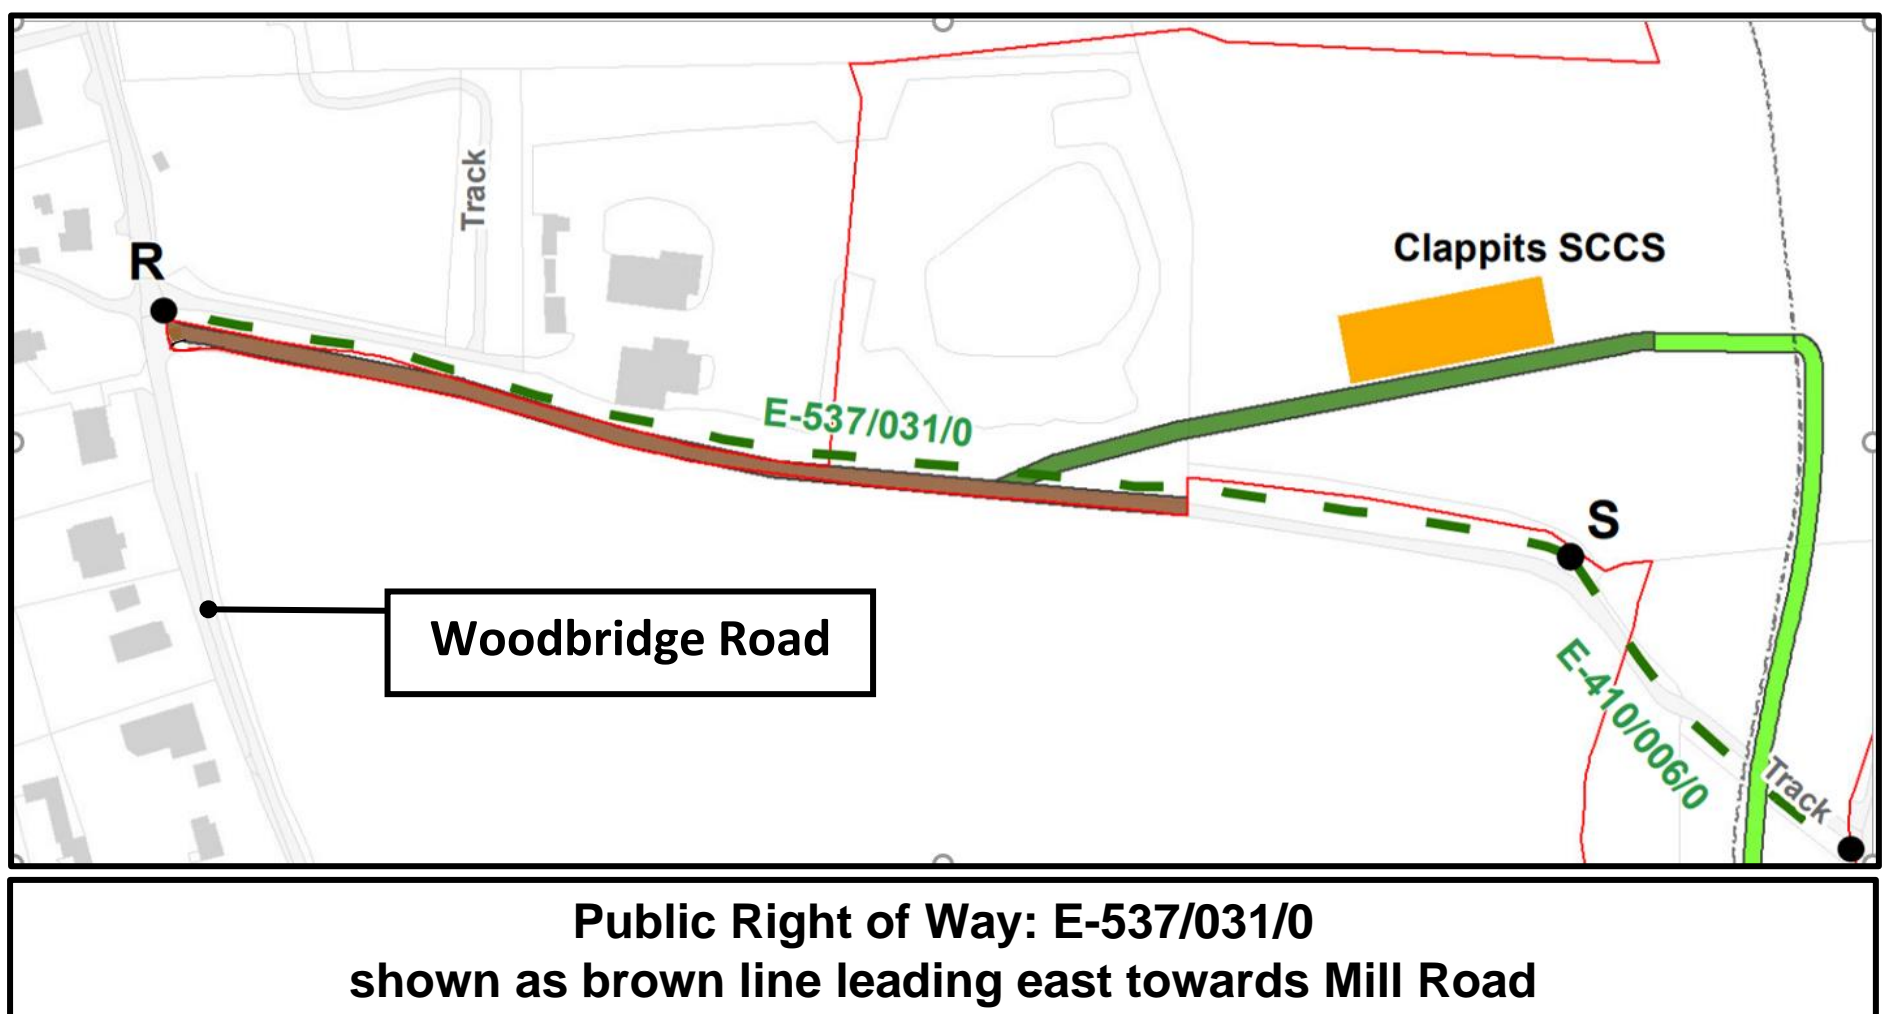 Track
R
Clappits SCCS
E-537/031/0
S
Woodbridge Road
E-410/006/0
Track
Public Right of Way: E-537/031/0
shown as brown line leading east towards Mill Road